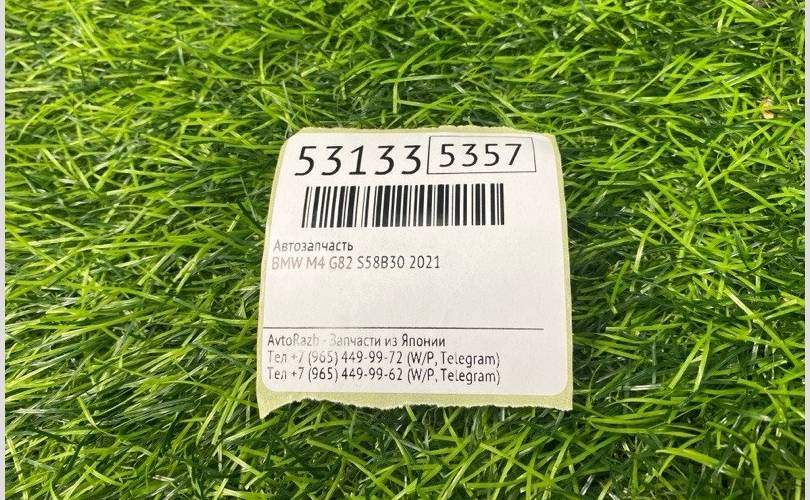 53133 5357
Автозапчасть
BMW M4 G82 S58B30 2021
AvtoRazb - Запчасти из Японии
Тел +7 (965) 449-99-72 (W/P, Telegram)
Тел +7 (965) 449-99-62 (W/P, Telegram)